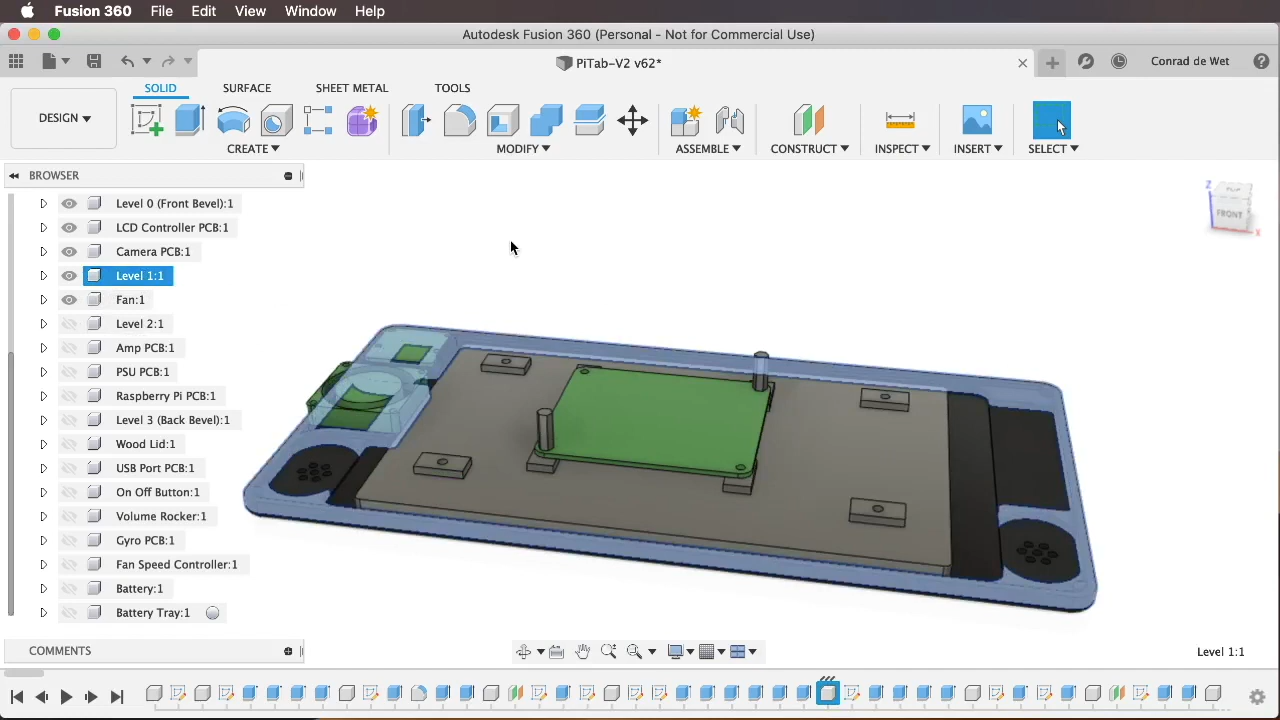 Fusion 360 File Edit View Window Help
Autodesk Fusion 360 (Personal - Not for Commercial Use)
PiTab-V2 v62*
Conrad de Wet
SOLID SURFACE SHEET METAL TOOLS
DESIGN
CREATE MODIFY ASSEMBLE CONSTRUCT INSPECT INSERT SELECT
BROWSER
Level 0 (Front Bevel):1
LCD Controller PCB:1
Camera PCB:1
Level 1:1
Fan:1
Level 2:1
Amp PCB:1
PSU PCB:1
Raspberry Pi PCB:1
Level 3 (Back Bevel):1
Wood Lid:1
USB Port PCB:1
On Off Button:1
Volume Rocker:1
Gyro PCB:1
Fan Speed Controller:1
Battery:1
Battery Tray:1
Z
FRONT
X
COMMENTS
Level 1:1